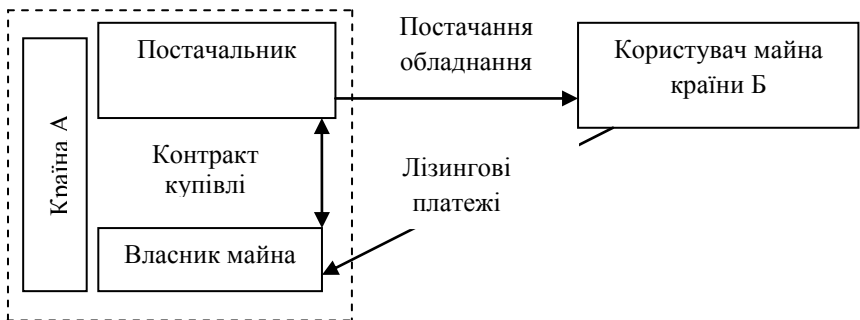 Країна А
Постачальник
Постачання
обладнання
Користувач майна
країни Б
Контракт
купівлі
Лізингові
платежі
Власник майна